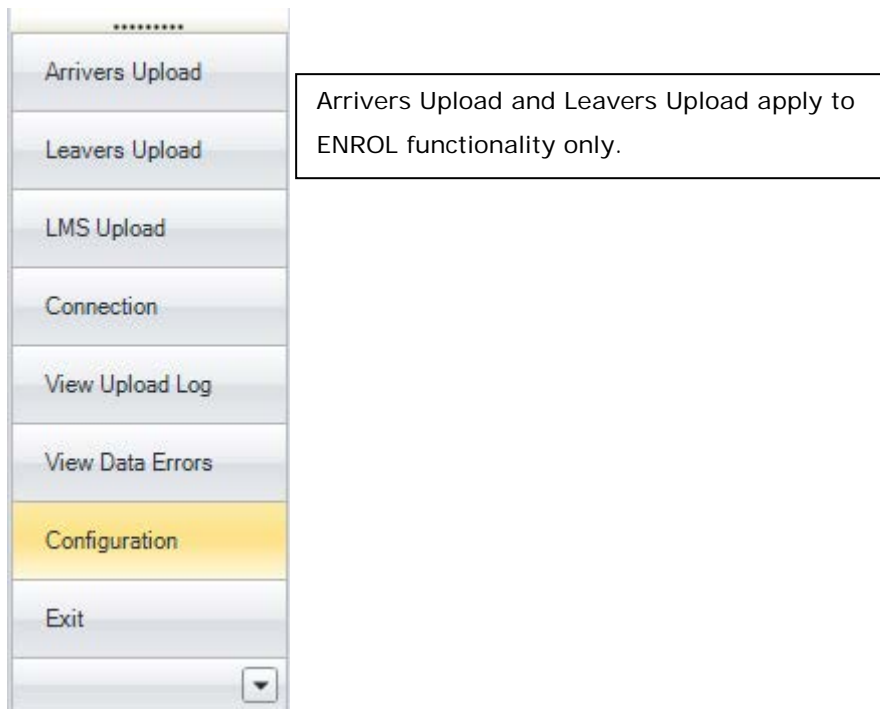 Arrivers Upload
Leavers Upload
LMS Upload
Connection
View Upload Log
View Data Errors
Configuration
Exit
Arrivers Upload and Leavers Upload apply to
ENROL functionality only.